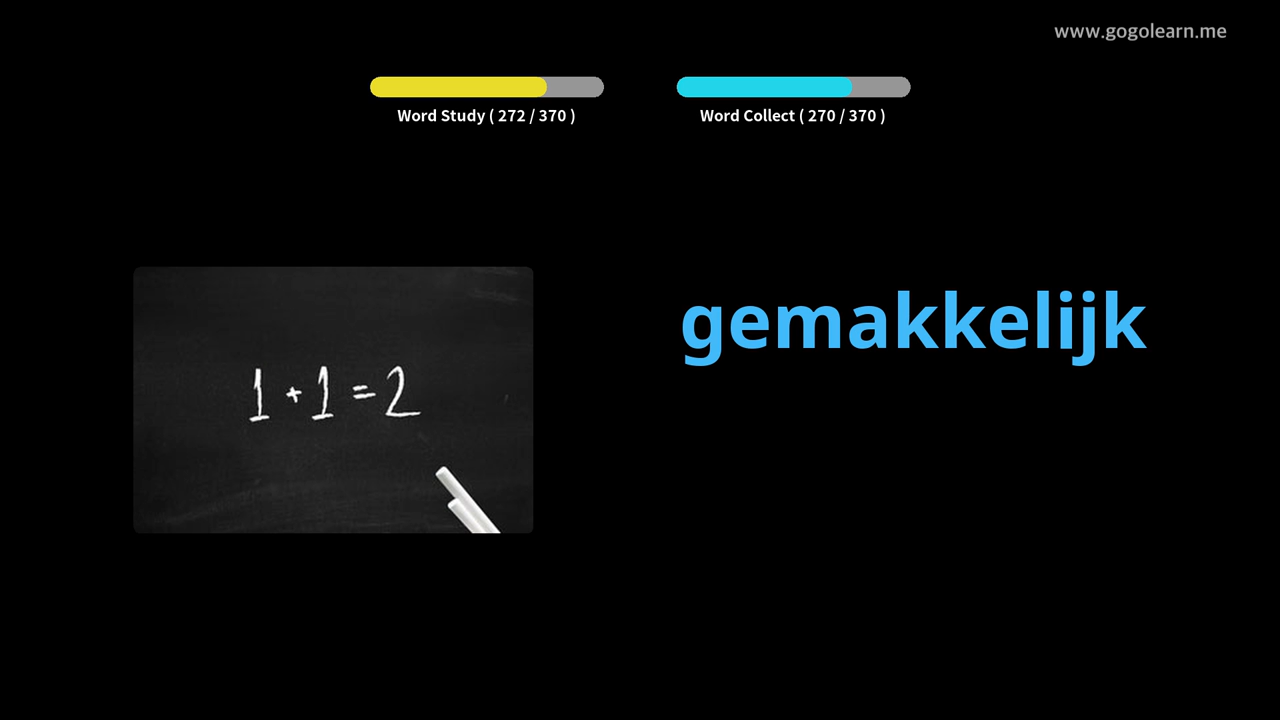 www.gogolearn.me
Word Study ( 272 / 370 )
Word Collect ( 270 / 370 )
gemakkelijk
1 + 1 = 2